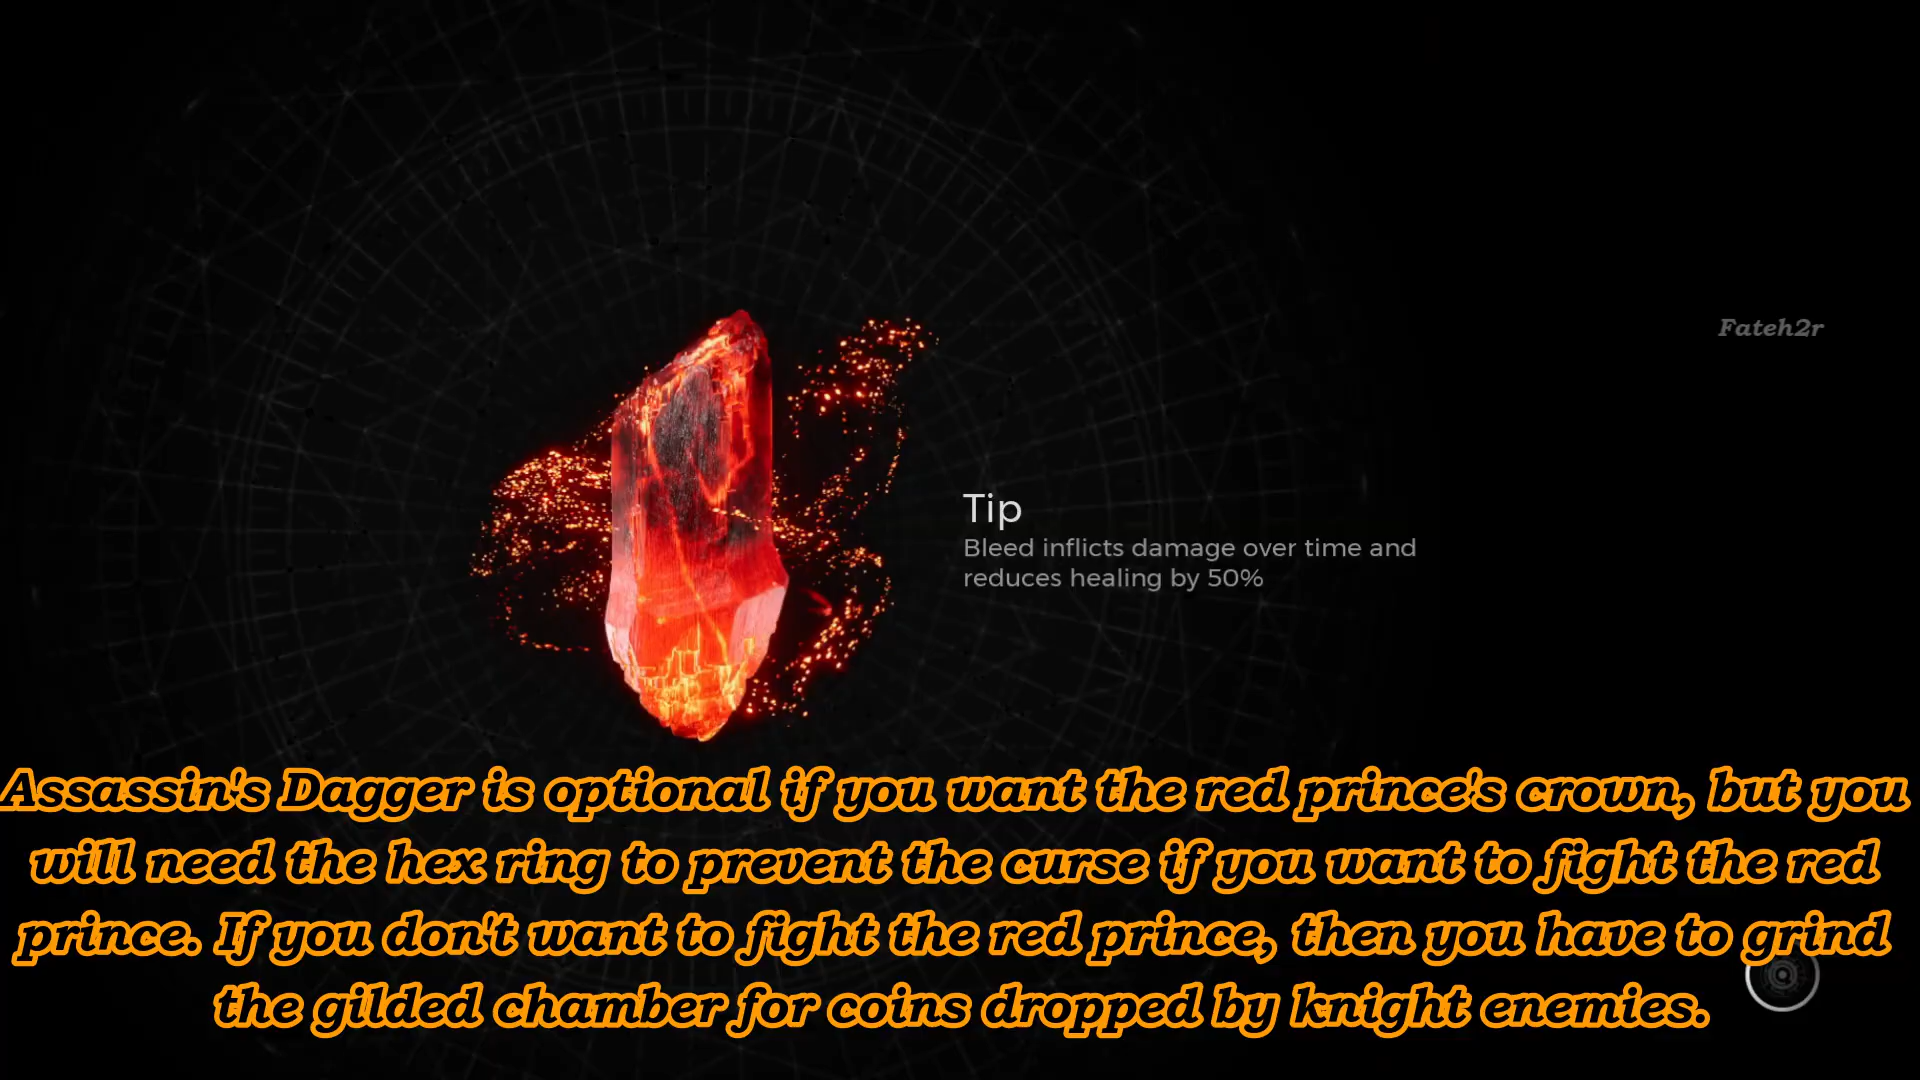 Fateh2r
Tip
Bleed inflicts damage over time and
reduces healing by 50%
Assassin's Dagger is optional if you want the red prince's crown, but you
will need the hex ring to prevent the curse if you want to fight the red
prince. If you don't want to fight the red prince, then you have to grind
the gilded chamber for coins dropped by knight enemies.